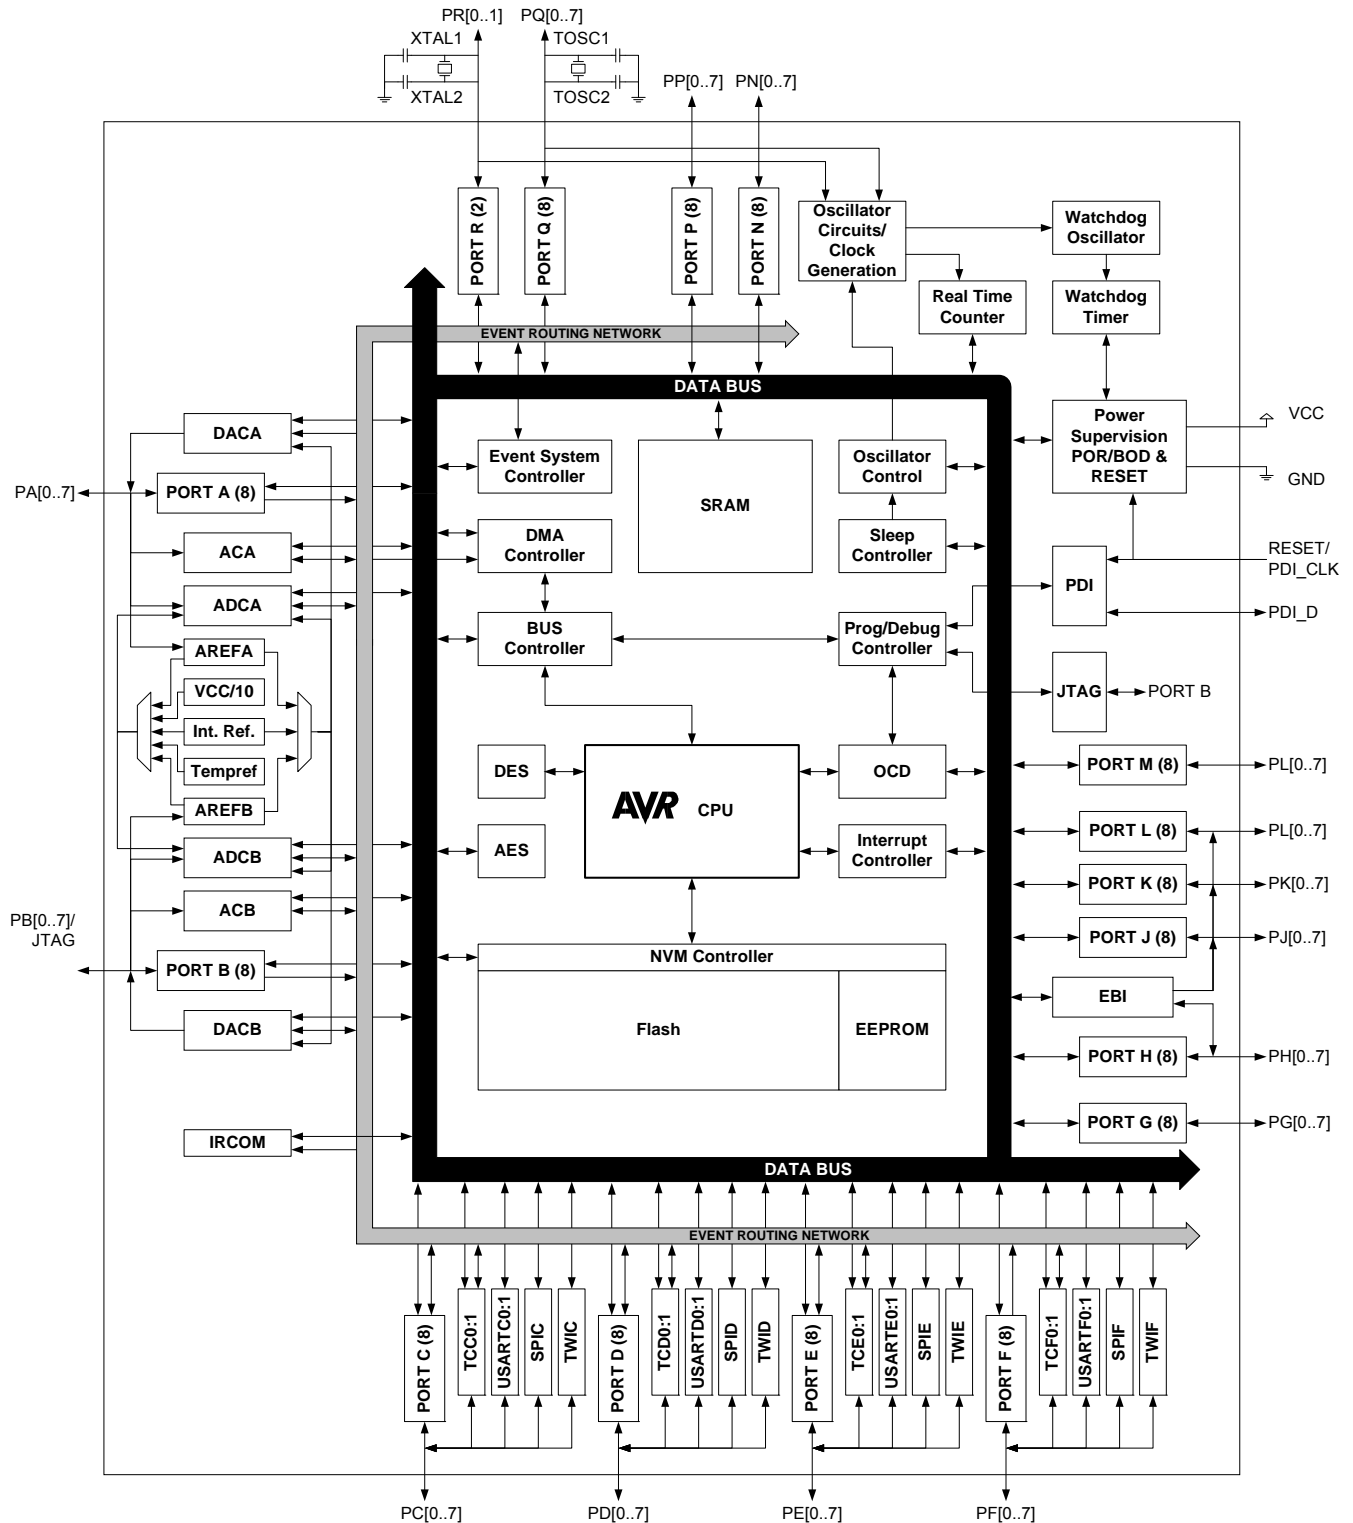 PR[0..1]
PQ[0..7]
XTAL1
TOSC1
XTAL2
TOSC2
PP[0..7]
PN[0..7]
PORT R (2)
PORT Q (8)
PORT P (8)
PORT N (8)
Oscillator
Circuits/
Clock
Generation
Watchdog
Oscillator
Real Time
Counter
Watchdog
Timer
EVENT ROUTING NETWORK
DATA BUS
DACA
PA[0..7]
PORT A (8)
ACA
ADCA
AREFA
VCC/10
Int. Ref.
Tempref
AREFB
ADCB
ACB
PB[0..7]/
JTAG
PORT B (8)
DACB
IRCOM
Event System
Controller
SRAM
Oscillator
Control
DMA
Controller
Sleep
Controller
BUS
Controller
Prog/Debug
Controller
DES
AVR CPU
OCD
AES
Interrupt
Controller
NVM Controller
Flash
EEPROM
Power
Supervision
POR/BOD &
RESET
VCC
GND
RESET/
PDI_CLK
PDI
PDI_D
JTAG
PORT B
PORT M (8)
PL[0..7]
PORT L (8)
PL[0..7]
PORT K (8)
PK[0..7]
PORT J (8)
PJ[0..7]
EBI
PORT H (8)
PH[0..7]
PORT G (8)
PG[0..7]
DATA BUS
EVENT ROUTING NETWORK
PORT C (8)
TCC0:1
USARTC0:1
SPIC
TWIC
PORT D (8)
TCD0:1
USARTD0:1
SPID
TWID
PORT E (8)
TCE0:1
USARTE0:1
SPIE
TWIE
PORT F (8)
TCF0:1
USARTF0:1
SPIF
TWIF
PC[0..7]
PD[0..7]
PE[0..7]
PF[0..7]